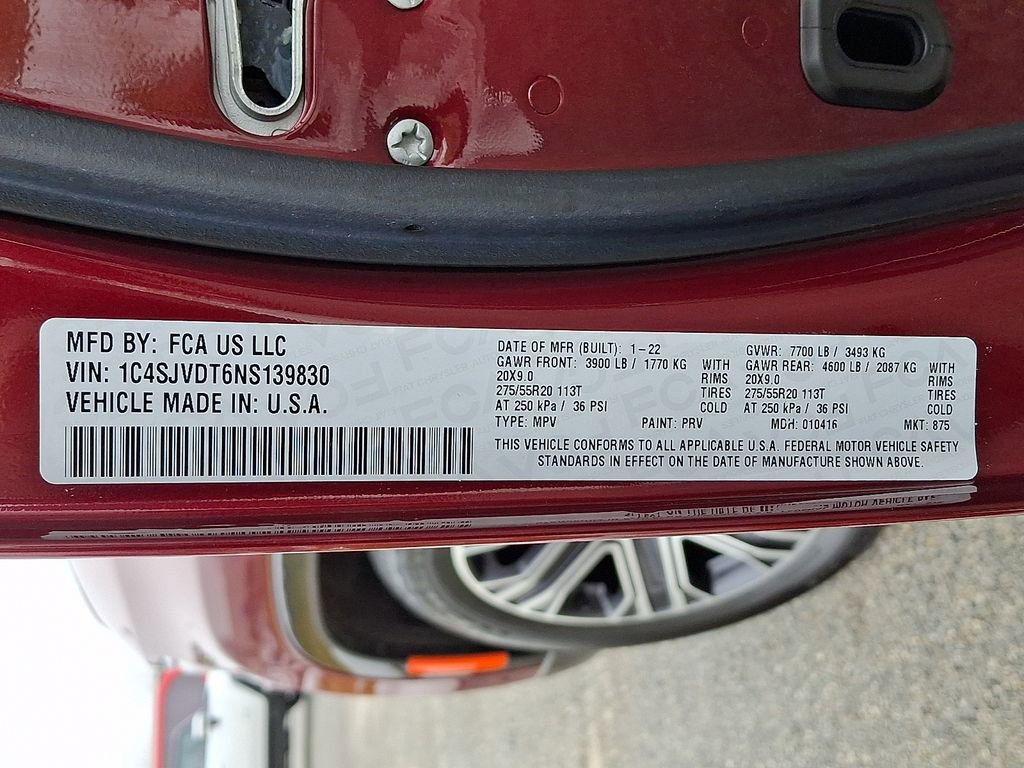 MFD BY: FCA US LLC
VIN: 1C4SJVDT6NS139830
VEHICLE MADE IN: U.S.A.
DATE OF MFR (BUILT): 1-22 GVWR: 7700 LB / 3493 KG
GAWR FRONT: 3900 LB / 1770 KG WITH GAWR REAR: 4600 LB / 2087 KG WITH
20X9.0 RIMS 20X9.0 RIMS
275/55R20 113T TIRES 275/55R20 113T TIRES
AT 250 kPa / 36 PSI COLD AT 250 kPa / 36 PSI COLD
TYPE: MPV PAINT: PRV MDH: 010416 MKT: 875
THIS VEHICLE CONFORMS TO ALL APPLICABLE U.S.A. FEDERAL MOTOR VEHICLE SAFETY
STANDARDS IN EFFECT ON THE DATE OF MANUFACTURE SHOWN ABOVE.